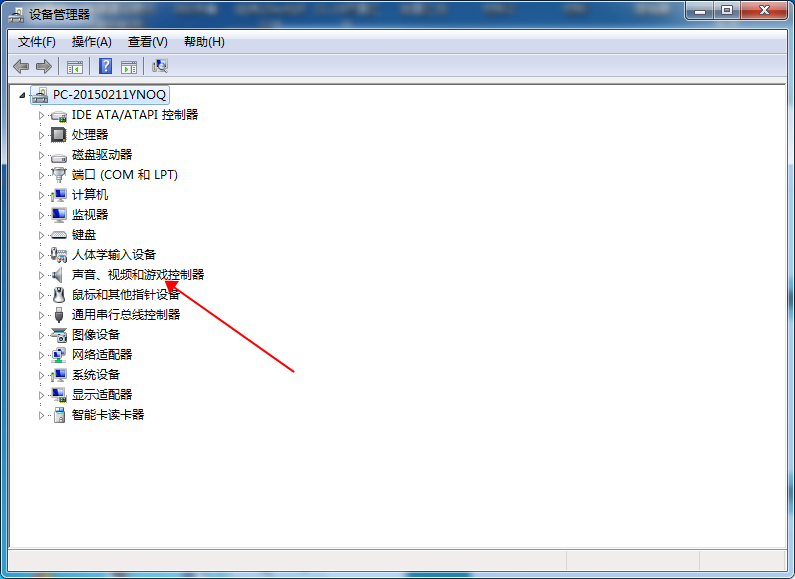 设备管理器
文件(F) 操作(A) 查看(V) 帮助(H)
PC-20150211YNOQ
IDE ATA/ATAPI 控制器
处理器
磁盘驱动器
端口 (COM 和 LPT)
计算机
监视器
键盘
人体学输入设备
声音、视频和游戏控制器
鼠标和其他指针设备
通用串行总线控制器
图像设备
网络适配器
系统设备
显示适配器
智能卡读卡器